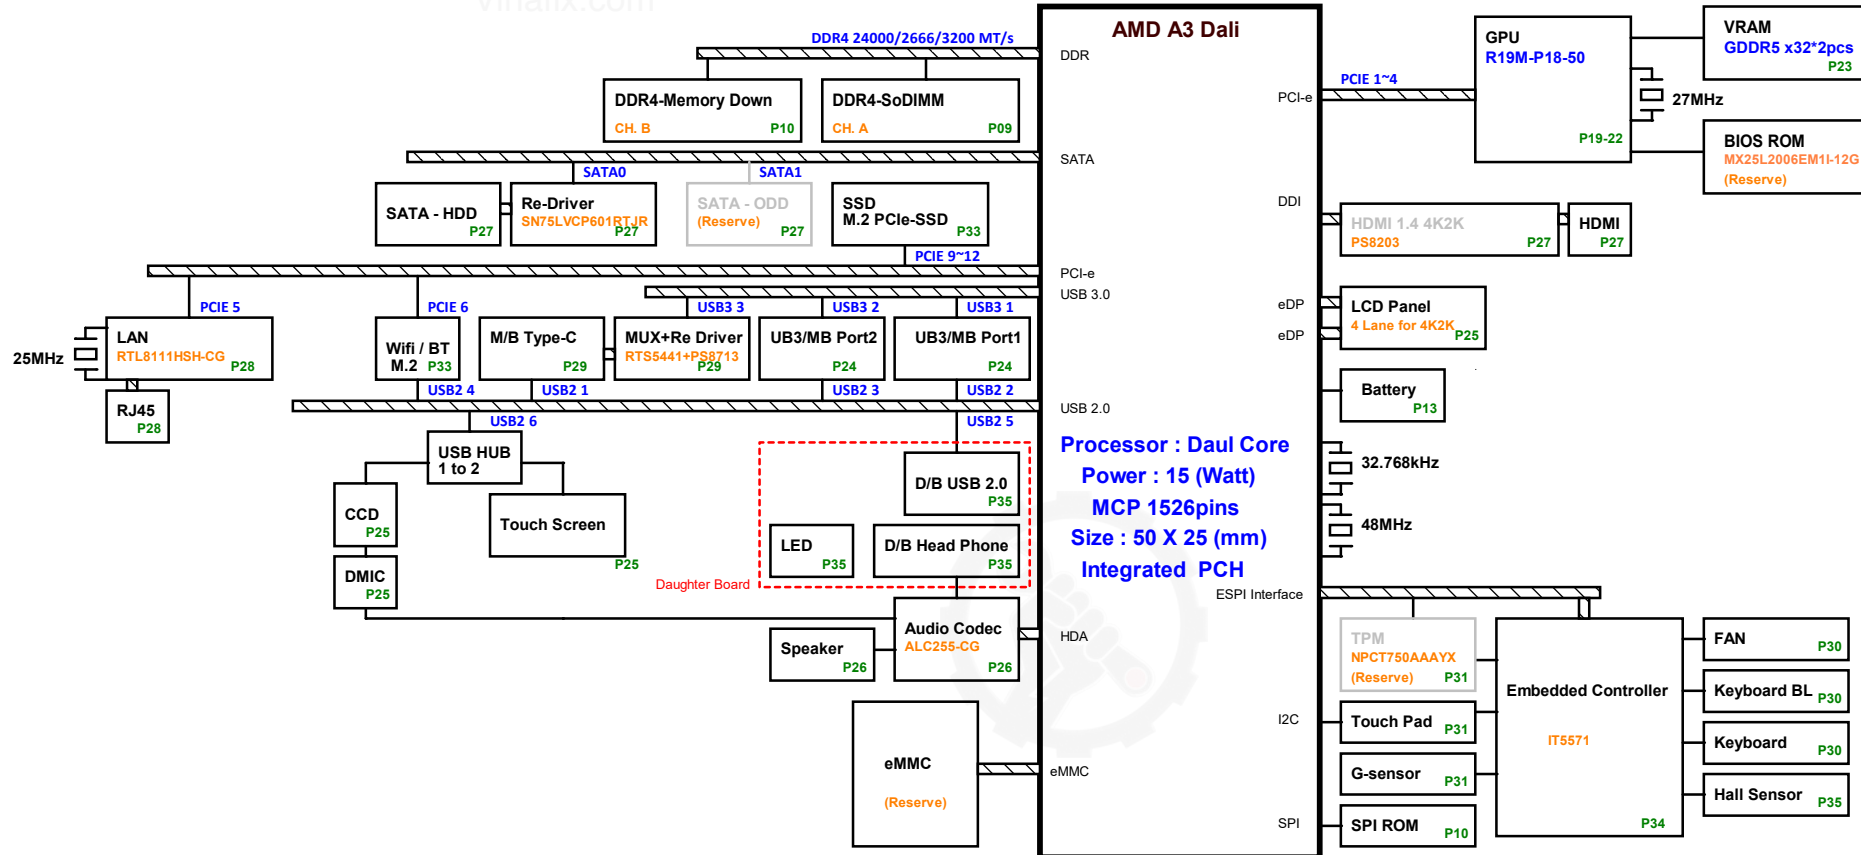 vinafix.com
AMD A3 Dali
DDR4 24000/2666/3200 MT/s
DDR
DDR4-Memory Down
CH. B
P10
DDR4-SoDIMM
CH. A
P09
SATA
SATA0
SATA1
SATA - HDD
P27
Re-Driver
SN75LVCP601RTJR
P27
SATA - ODD
(Reserve)
P27
SSD
M.2 PCIe-SSD
P33
PCIE 9~12
PCI-e
USB 3.0
PCIE 5
PCIE 6
USB3 3
USB3 2
USB3 1
25MHz
LAN
RTL8111HSH-CG
P28
Wifi / BT
M.2
P33
M/B Type-C
P29
MUX+Re Driver
RTS5441+PS8713
P29
UB3/MB Port2
P24
UB3/MB Port1
P24
RJ45
P28
USB2 4
USB2 1
USB2 3
USB2 2
USB 2.0
USB2 6
USB2 5
USB HUB
1 to 2
CCD
P25
DMIC
P25
Touch Screen
P25
D/B USB 2.0
P35
LED
P35
D/B Head Phone
P35
Daughter Board
Audio Codec
ALC255-CG
P26
HDA
Speaker
P26
eMMC
(Reserve)
eMMC
Processor : Daul Core
Power : 15 (Watt)
MCP 1526pins
Size : 50 X 25 (mm)
Integrated PCH
PCI-e
PCIE 1~4
GPU
R19M-P18-50
P19-22
VRAM
GDDR5 x32*2pcs
P23
27MHz
BIOS ROM
MX25L2006EM1I-12G
(Reserve)
DDI
HDMI 1.4 4K2K
PS8203
P27
HDMI
P27
eDP
eDP
LCD Panel
4 Lane for 4K2K
P25
Battery
P13
32.768kHz
48MHz
ESPI Interface
TPM
NPCT750AAAYX
(Reserve)
P31
I2C
Touch Pad
P31
G-sensor
P31
SPI
SPI ROM
P10
Embedded Controller
IT5571
P34
FAN
P30
Keyboard BL
P30
Keyboard
P30
Hall Sensor
P35